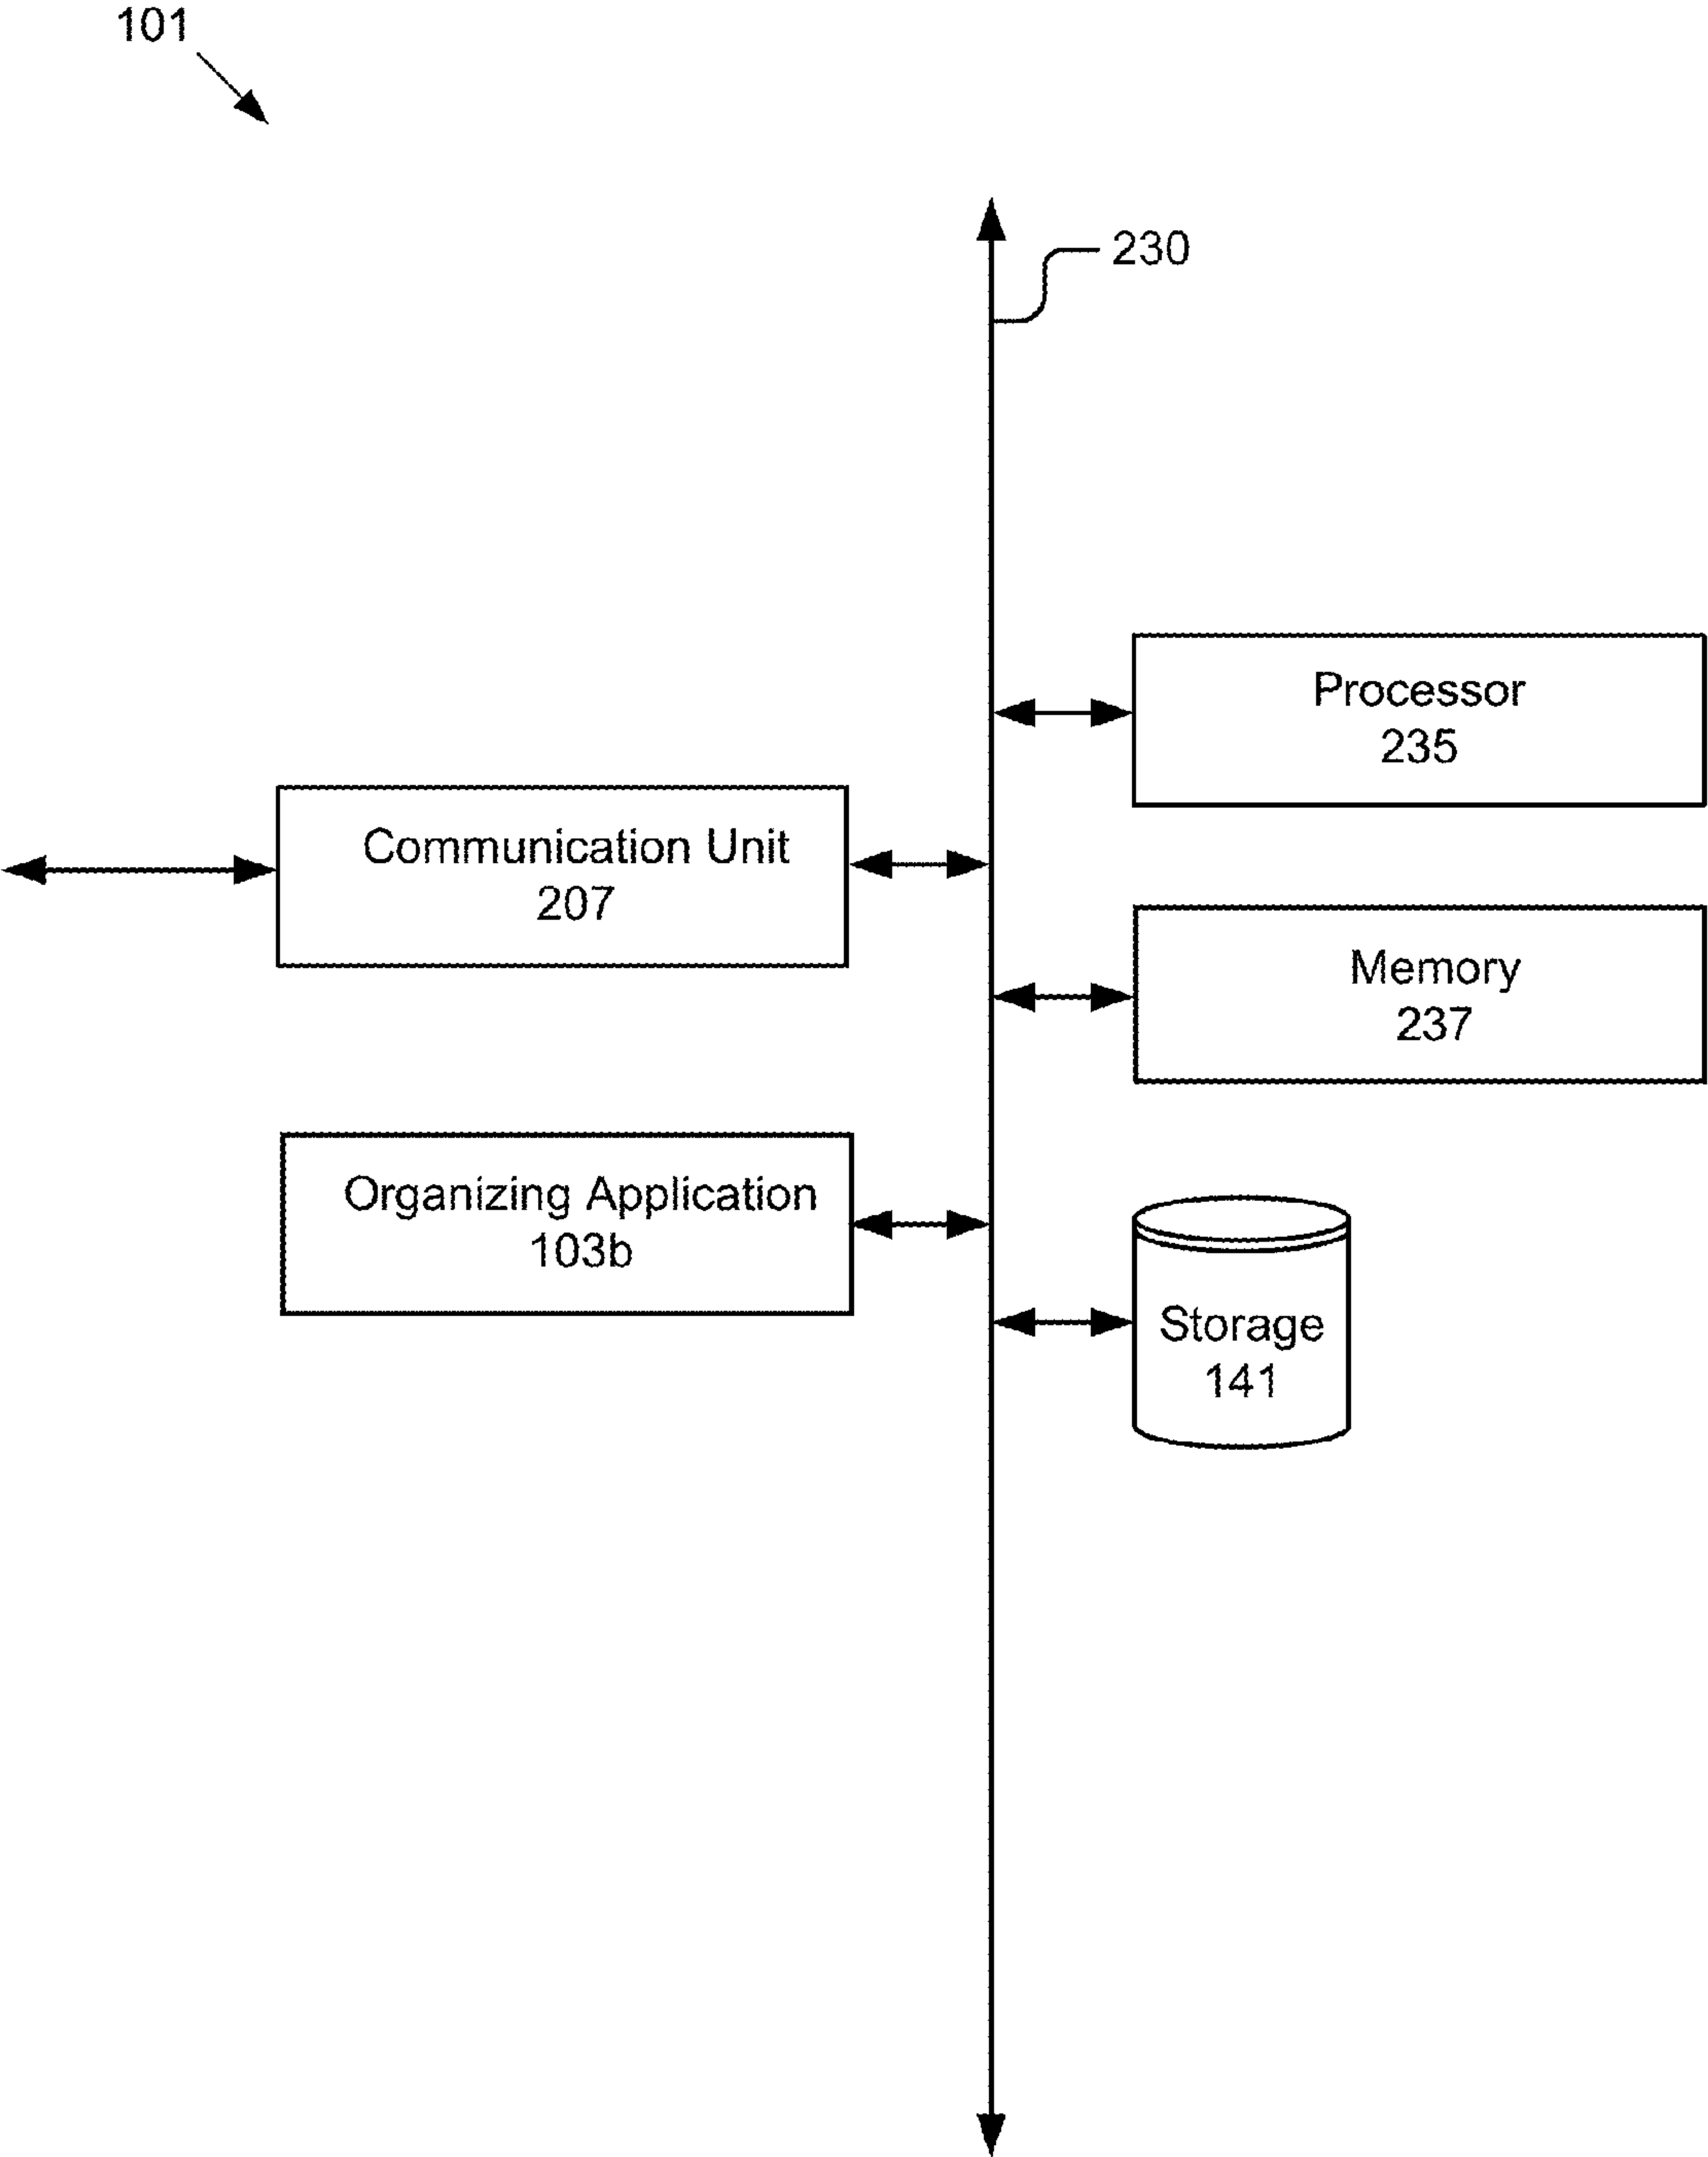 101
230
Processor
235
Communication Unit
207
Memory
237
Organizing Application
103b
Storage
141